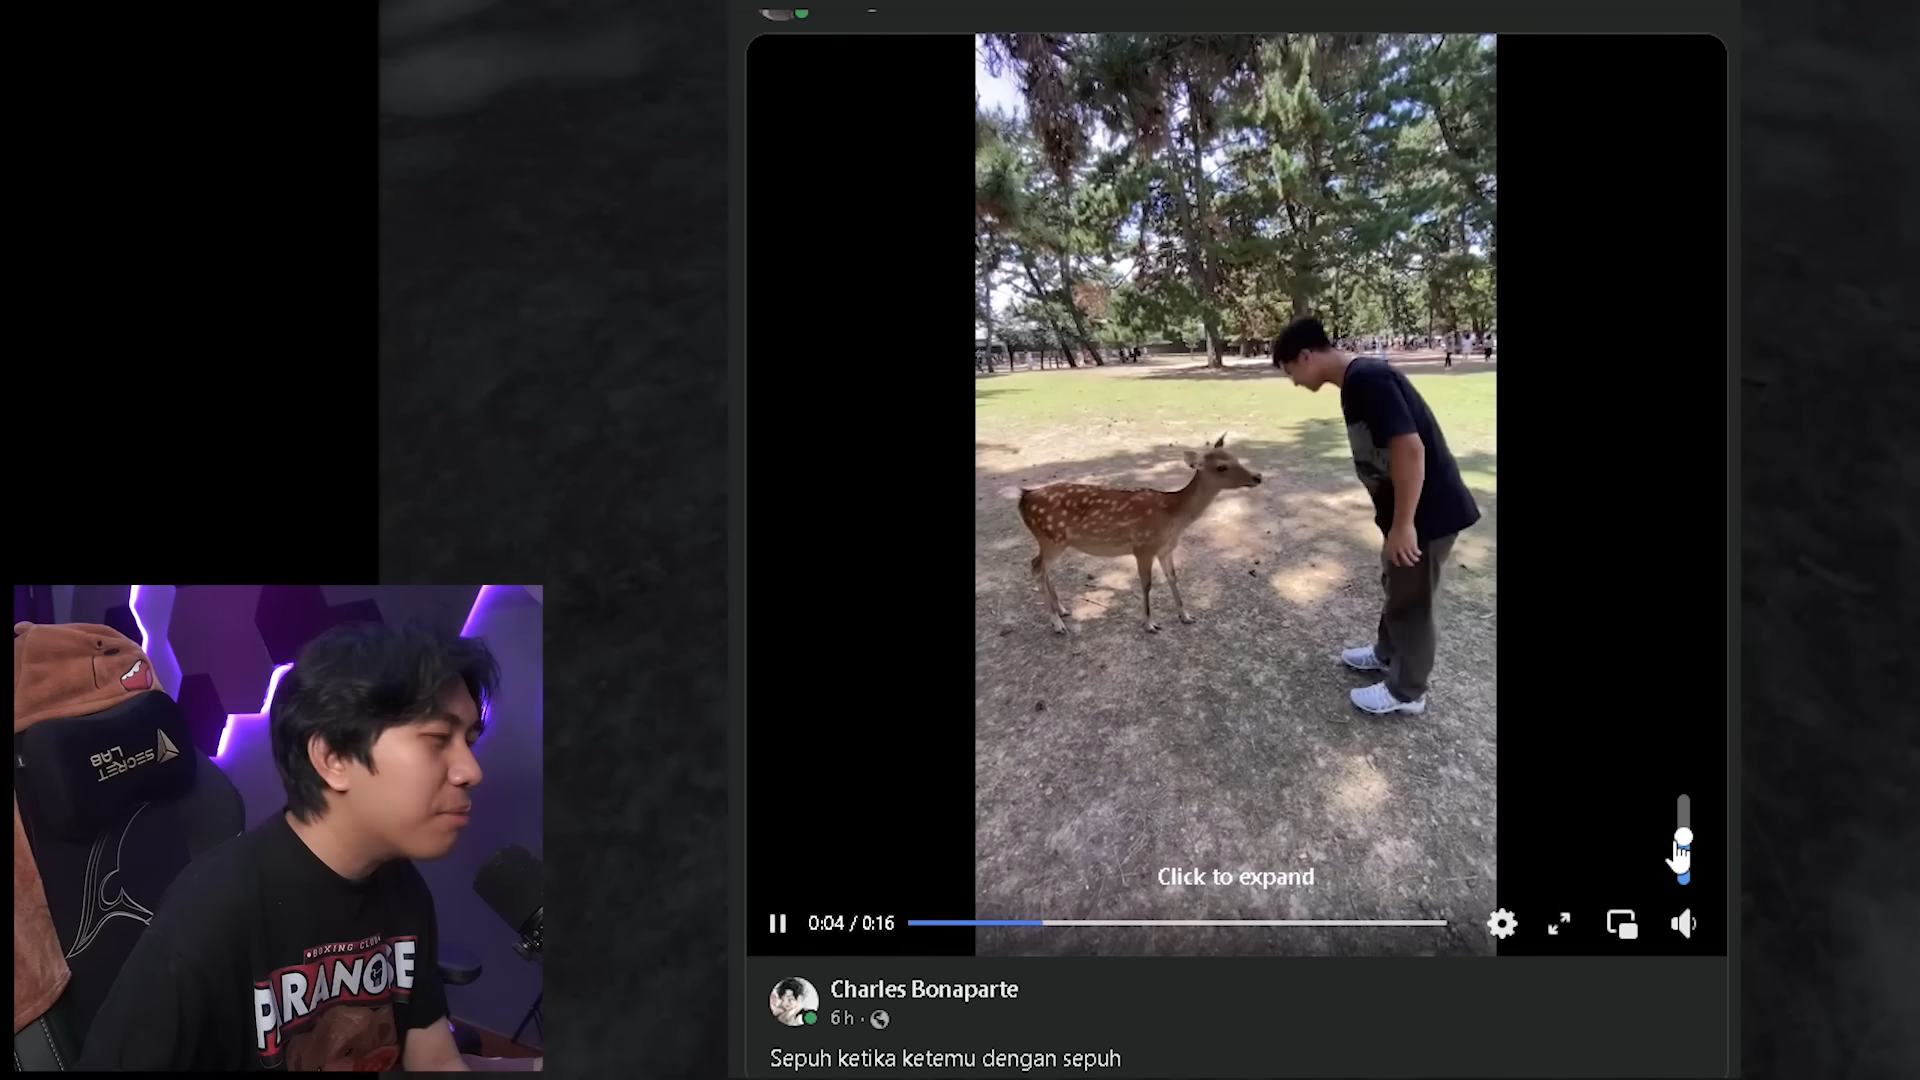 Click to expand
0:04 / 0:16
Charles Bonaparte
6h ·
Sepuh ketika ketemu dengan sepuh
SECRET
LAB
BOXING CLUB
PARANOISE